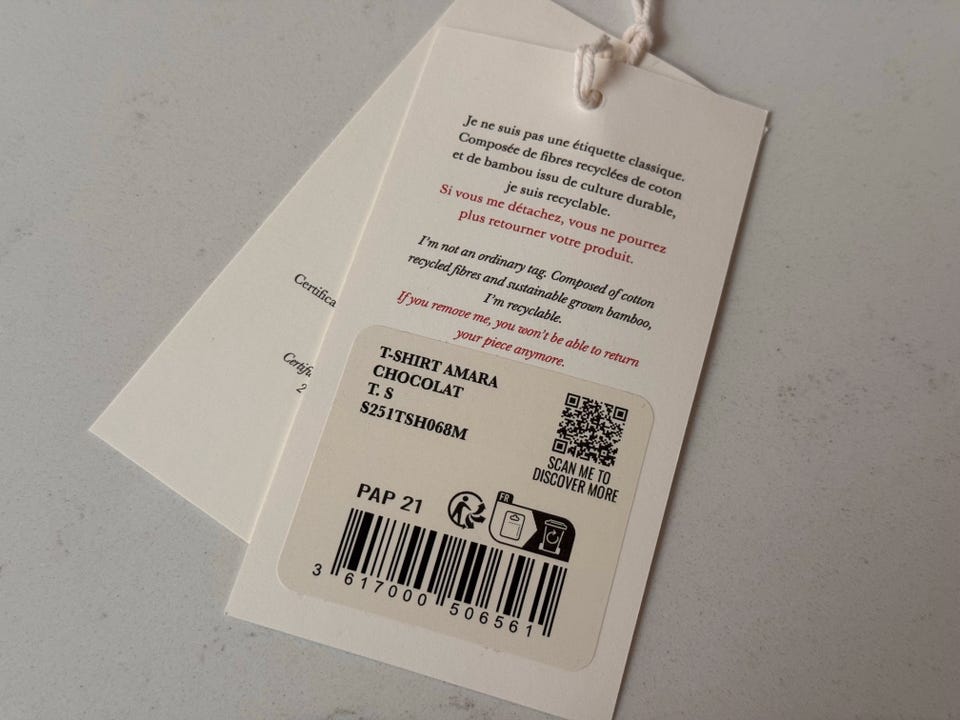 Je ne suis pas une étiquette classique.
Composée de fibres recyclées de coton
et de bambou issu de culture durable,
je suis recyclable.
Si vous me détachez, vous ne pourrez
plus retourner votre produit.
I'm not an ordinary tag. Composed of cotton
recycled fibres and sustainable grown bamboo,
I'm recyclable.
If you remove me, you won't be able to return
your piece anymore.
T-SHIRT AMARA
CHOCOLAT
T. S
S251TSH068M
SCAN ME TO
DISCOVER MORE
PAP 21
FR
3 617000 506561
Certifica
Certifi
2